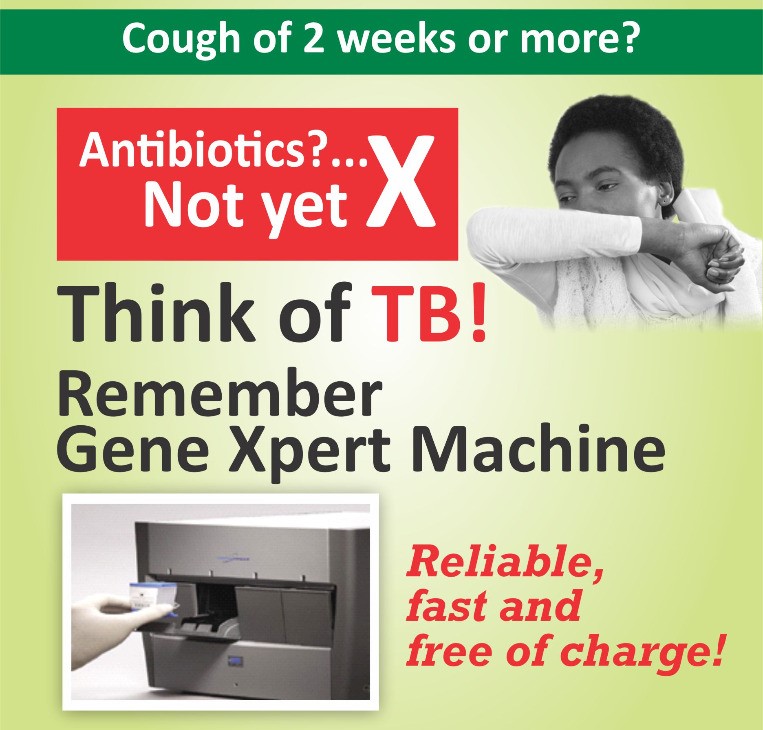 Cough of 2 weeks or more?
Antibiotics?...X
Not yet
Think of TB!
Remember
Gene Xpert Machine
Reliable,
fast and
free of charge!